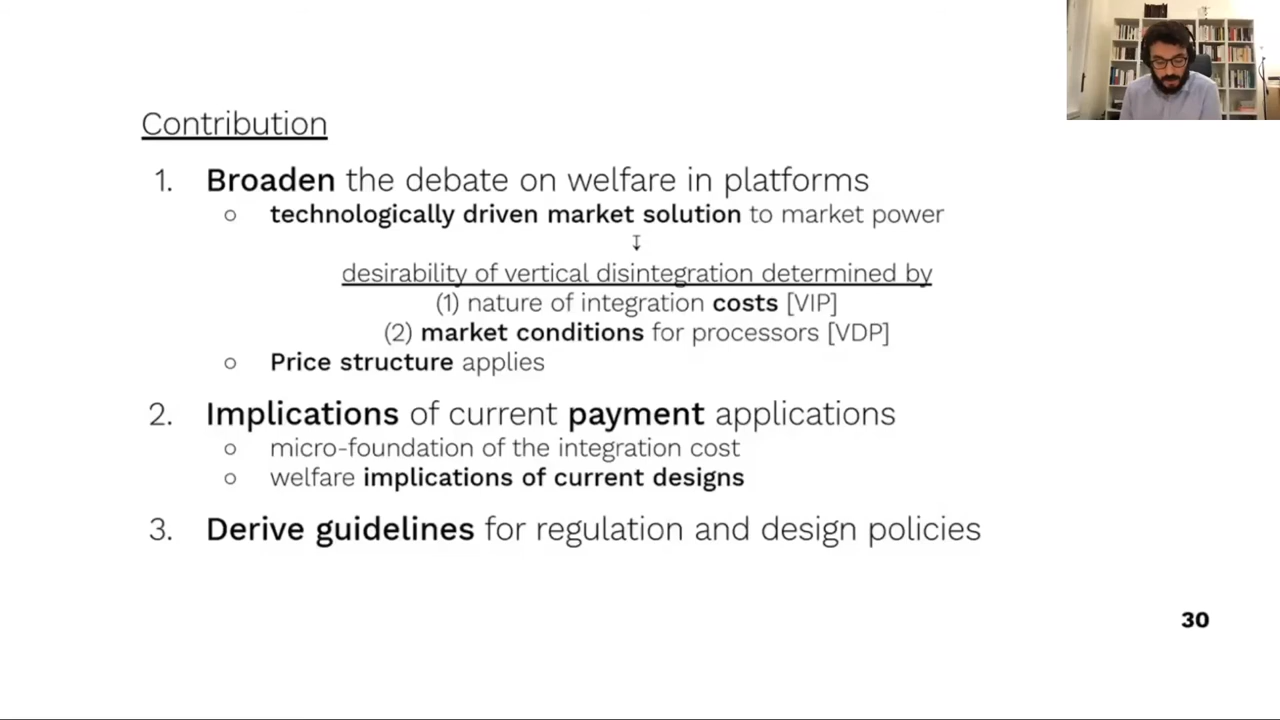 Contribution
1. Broaden the debate on welfare in platforms
○ technologically driven market solution to market power
↧
desirability of vertical disintegration determined by
(1) nature of integration costs [VIP]
(2) market conditions for processors [VDP]
○ Price structure applies
2. Implications of current payment applications
○ micro-foundation of the integration cost
○ welfare implications of current designs
3. Derive guidelines for regulation and design policies
30